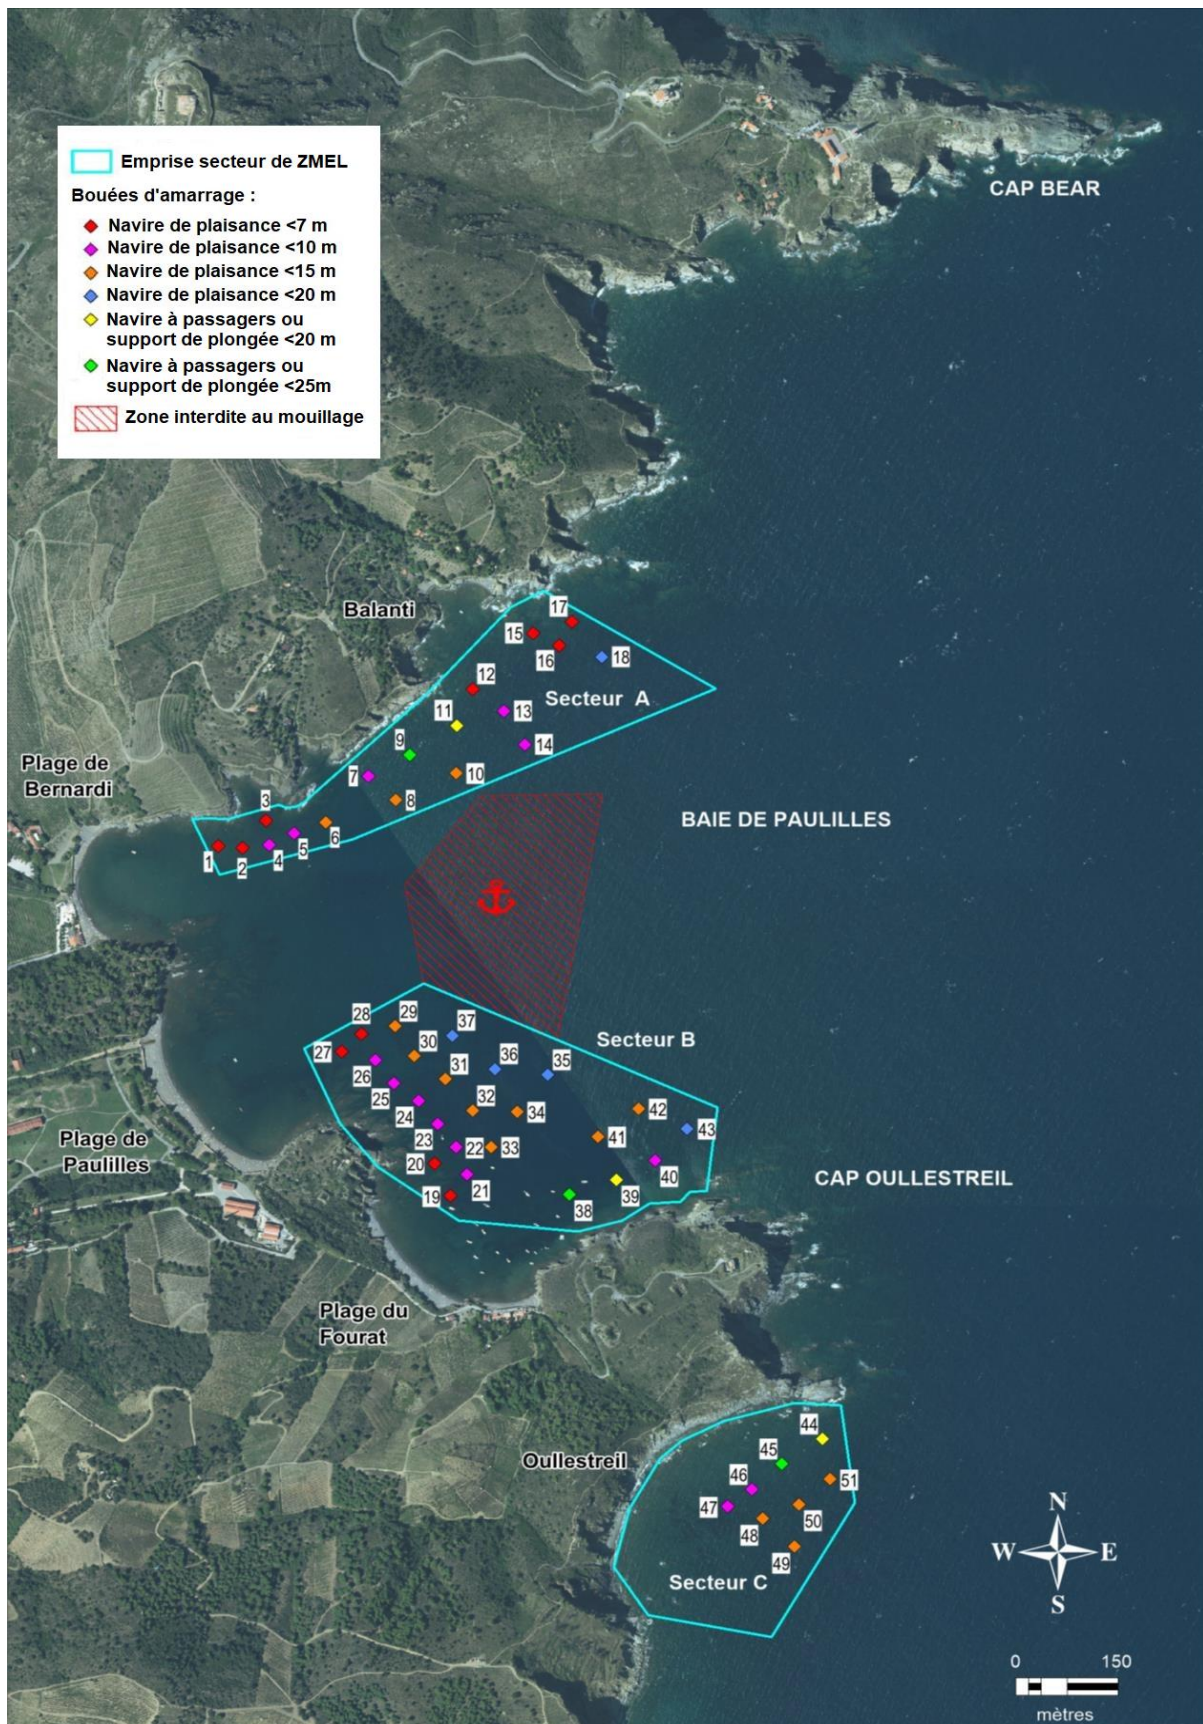 Emprise secteur de ZMEL
Bouées d'amarrage :
Navire de plaisance <7 m
Navire de plaisance <10 m
Navire de plaisance <15 m
Navire de plaisance <20 m
Navire à passagers ou
support de plongée <20 m
Navire à passagers ou
support de plongée <25m
Zone interdite au mouillage
CAP BEAR
Balanti
17
15
16
18
12
Secteur A
11
13
9
14
Plage de
Bernardi
7
10
3
8
BAIE DE PAULILLES
6
5
4
2
1
28
29
37
Secteur B
27
30
36
35
31
26
25
32
34
42
24
43
41
Plage de
Paulilles
23
22
33
20
40
CAP OULLESTREIL
21
19
39
38
Plage du
Fourat
44
45
Oullestreil
46
51
47
50
48
49
Secteur C
N
W
E
S
0 150
mètres